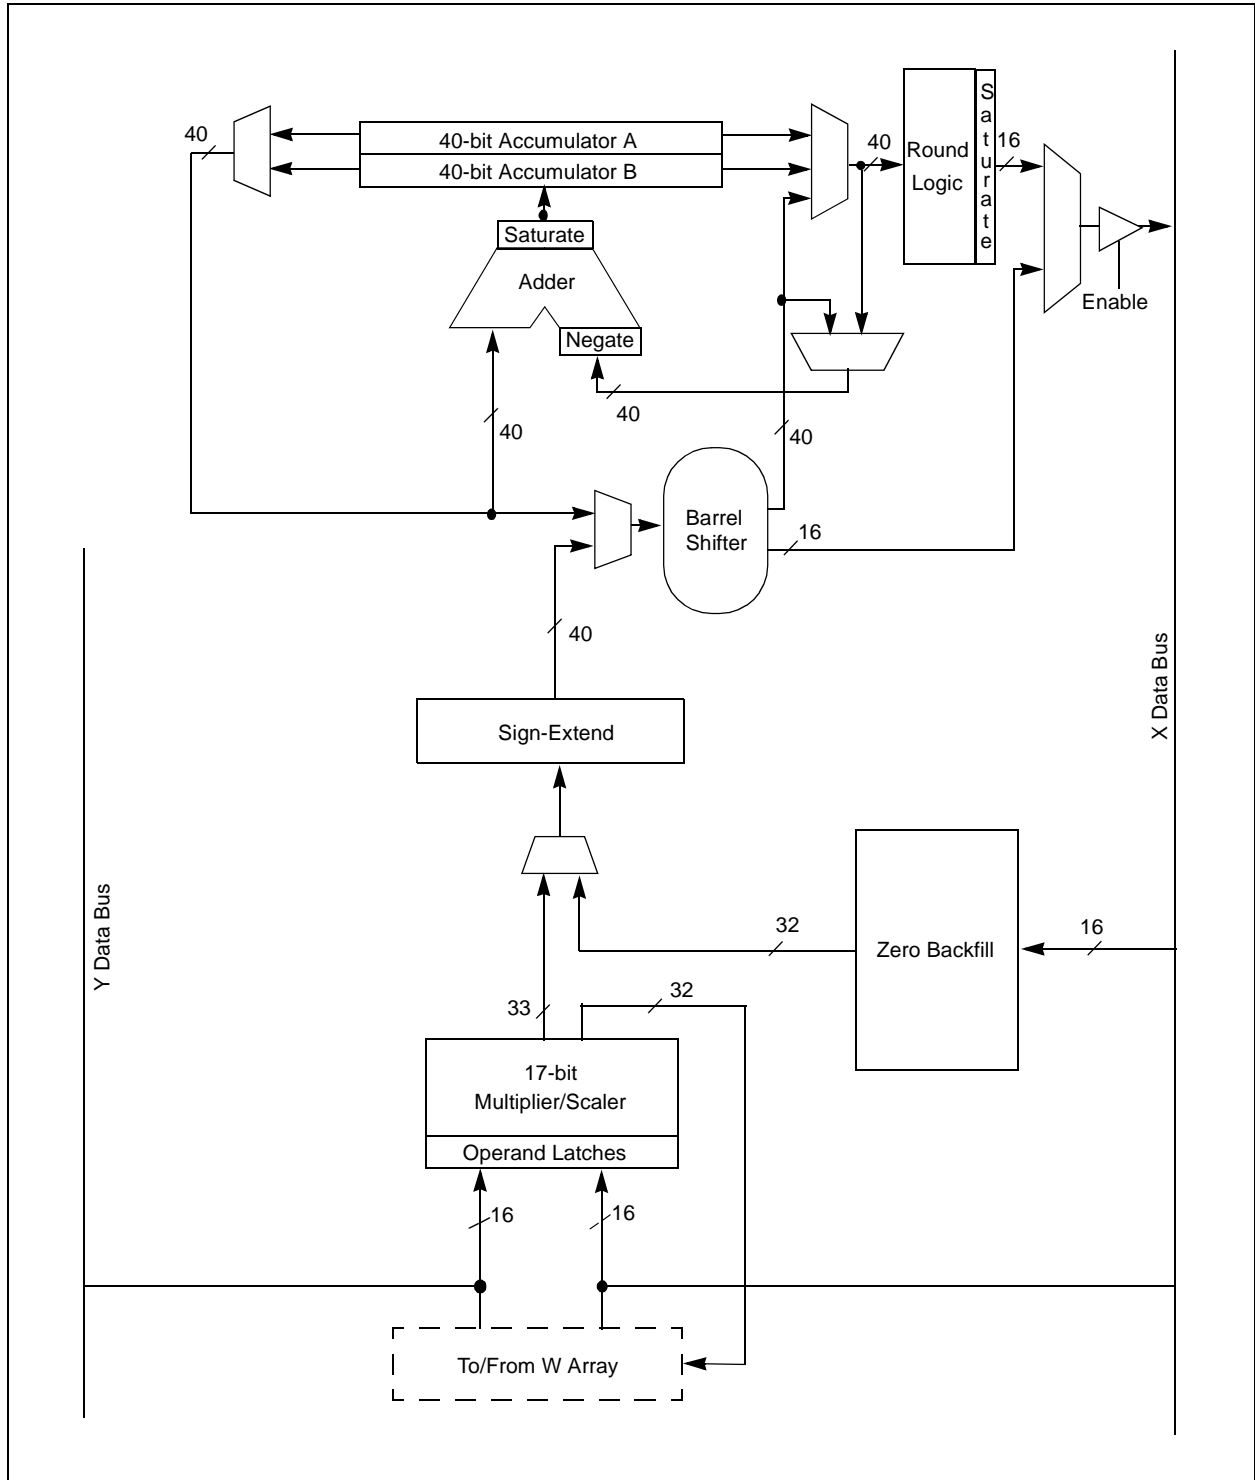 40
40-bit Accumulator A
40-bit Accumulator B
40
Round
Logic
Saturate
16
Saturate
Adder
Negate
Enable
40
40
40
Barrel
Shifter
16
40
Sign-Extend
X Data Bus
Y Data Bus
32
Zero Backfill
16
33
32
17-bit
Multiplier/Scaler
Operand Latches
16
16
To/From W Array